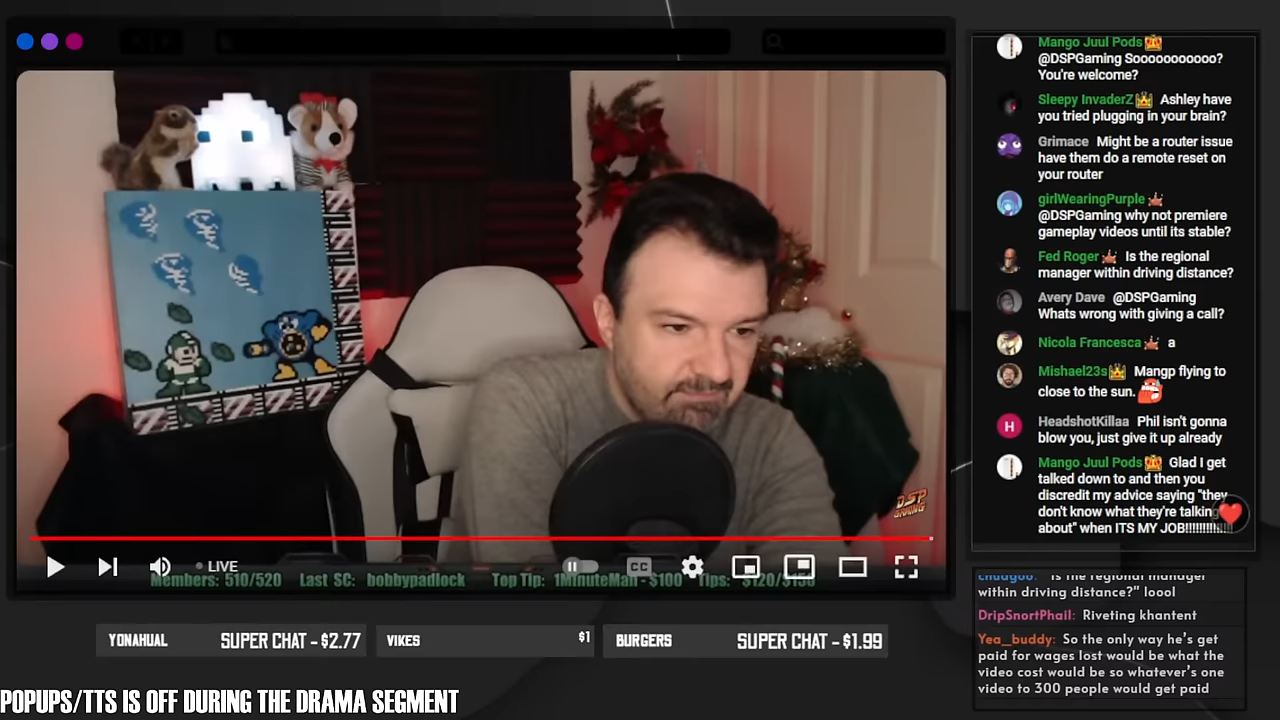 Mango Juul Pods
@DSPGaming Sooooooooooo?
You're welcome?
Sleepy InvaderZ Ashley have
you tried plugging in your brain?
Grimace Might be a router issue
have them do a remote reset on
your router
girlWearingPurple
@DSPGaming why not premiere
gameplay videos until its stable?
Fed Roger Is the regional
manager within driving distance?
Avery Dave @DSPGaming
Whats wrong with giving a call?
Nicola Francesca a
Mishael23s Mangp flying to
close to the sun.
H HeadshotKillaa Phil isn't gonna
blow you, just give it up already
Mango Juul Pods Glad I get
talked down to and then you
discredit my advice saying "they
don't know what they're talking
about" when ITS MY JOB!!!!!!!!!!!!!
DSP
GAMING
LIVE
CC
Members: 510/520 Last SC: bobbypadlock Top Tip: 1MinuteMan - $100 Tips: $120/$150
"Is the regional manager
within driving distance?" loool
DripSnortPhail: Riveting khantent
Yea_buddy: So the only way he's get
paid for wages lost would be what the
video cost would be so whatever's one
video to 300 people would get paid
YONAHUAL SUPER CHAT - $2.77
VIKES $1
BURGERS SUPER CHAT - $1.99
POPUPS/TTS IS OFF DURING THE DRAMA SEGMENT